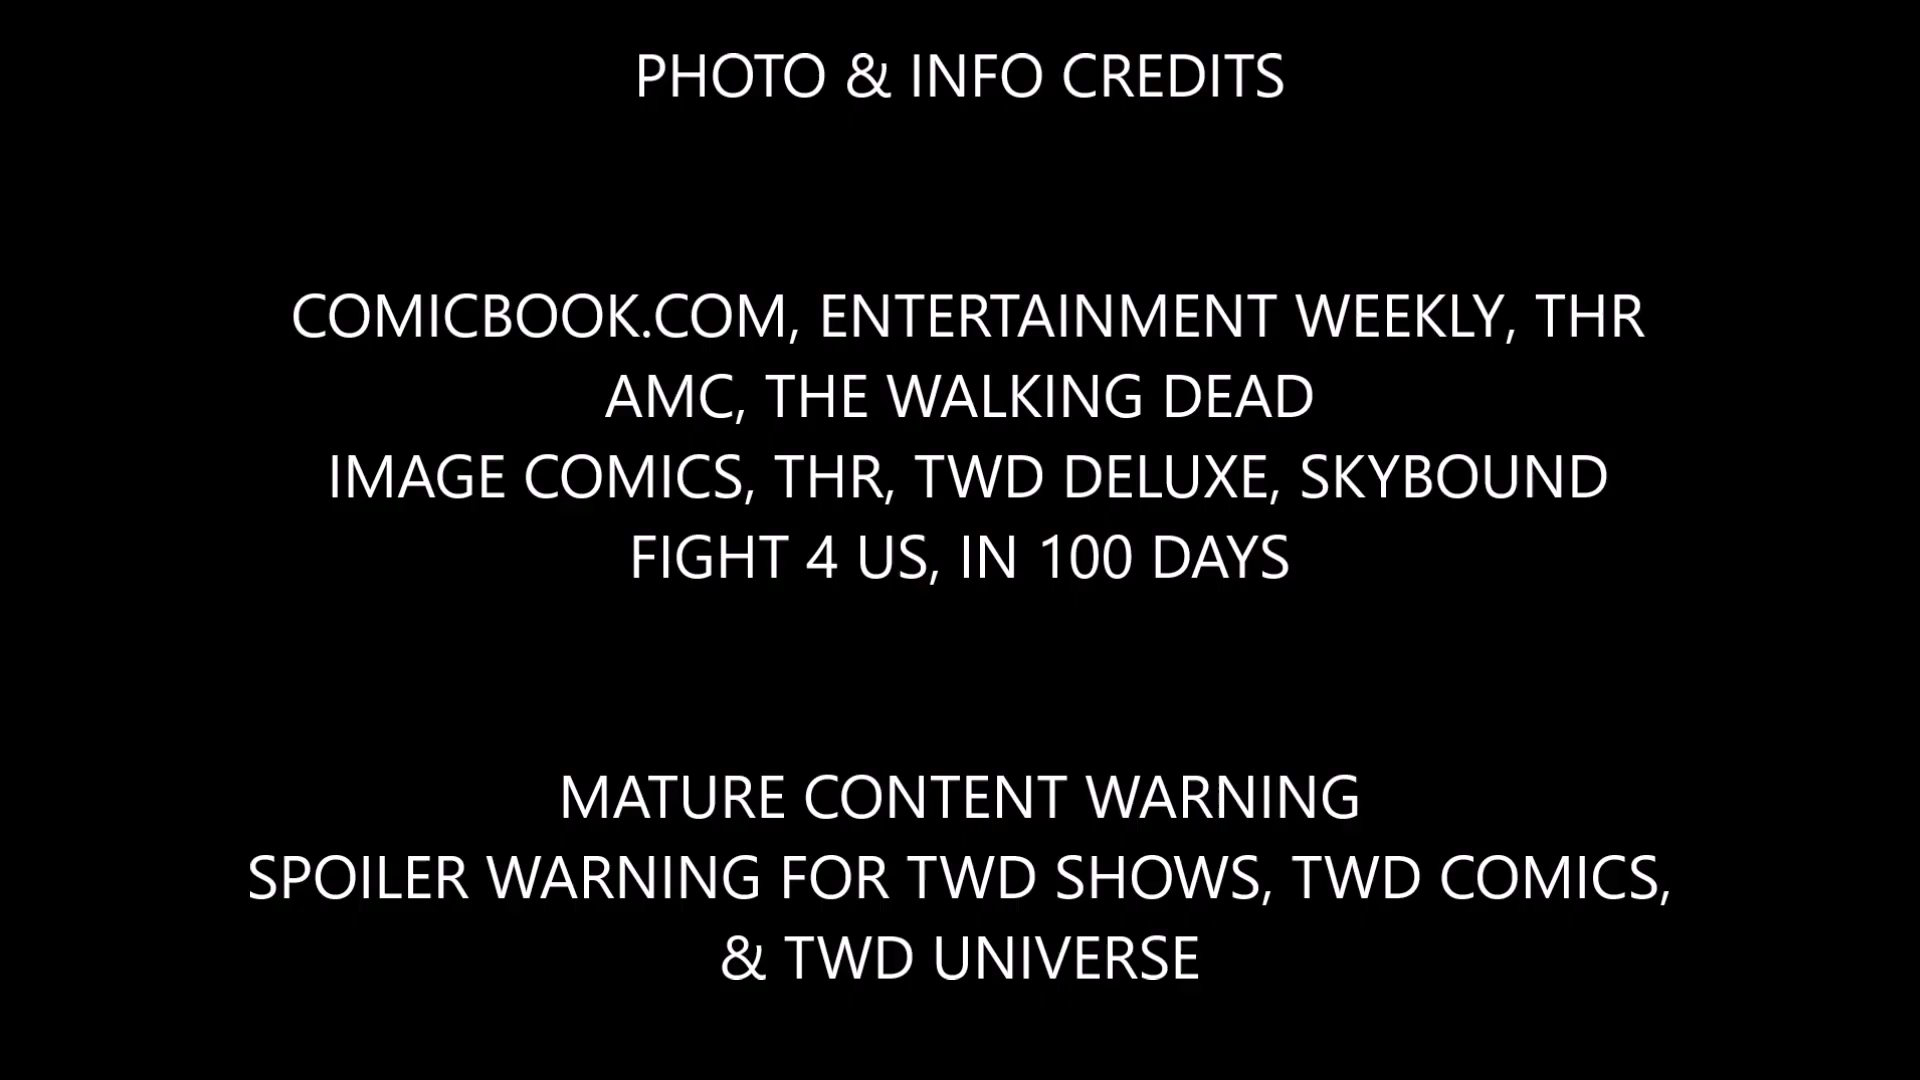 PHOTO & INFO CREDITS
COMICBOOK.COM, ENTERTAINMENT WEEKLY, THR
AMC, THE WALKING DEAD
IMAGE COMICS, THR, TWD DELUXE, SKYBOUND
FIGHT 4 US, IN 100 DAYS
MATURE CONTENT WARNING
SPOILER WARNING FOR TWD SHOWS, TWD COMICS,
& TWD UNIVERSE